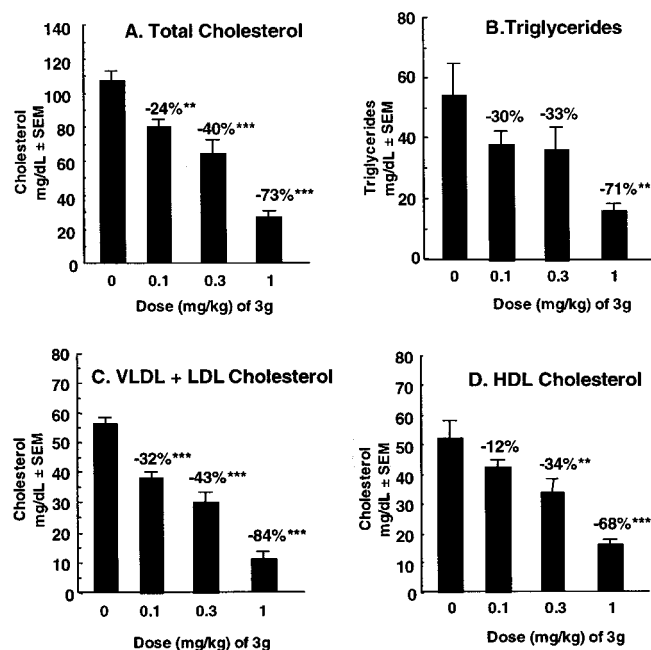 A. Total Cholesterol
Cholesterol
mg/dL ± SEM
140
120
100
80
60
40
20
0
-24% **
-40% ***
-73% ***
0 0.1 0.3 1
Dose (mg/kg) of 3g
B.Triglycerides
Triglycerides
mg/dL ± SEM
80
60
40
20
0
-30%
-33%
-71% **
0 0.1 0.3 1
Dose (mg/kg) of 3g
C. VLDL + LDL Cholesterol
Cholesterol
mg/dL ± SEM
80
70
60
50
40
30
20
10
0
-32% ***
-43% ***
-84% ***
0 0.1 0.3 1
Dose (mg/kg) of 3g
D. HDL Cholesterol
Cholesterol
mg/dL ± SEM
80
70
60
50
40
30
20
10
0
-12%
-34% **
-68% ***
0 0.1 0.3 1
Dose (mg/kg) of 3g